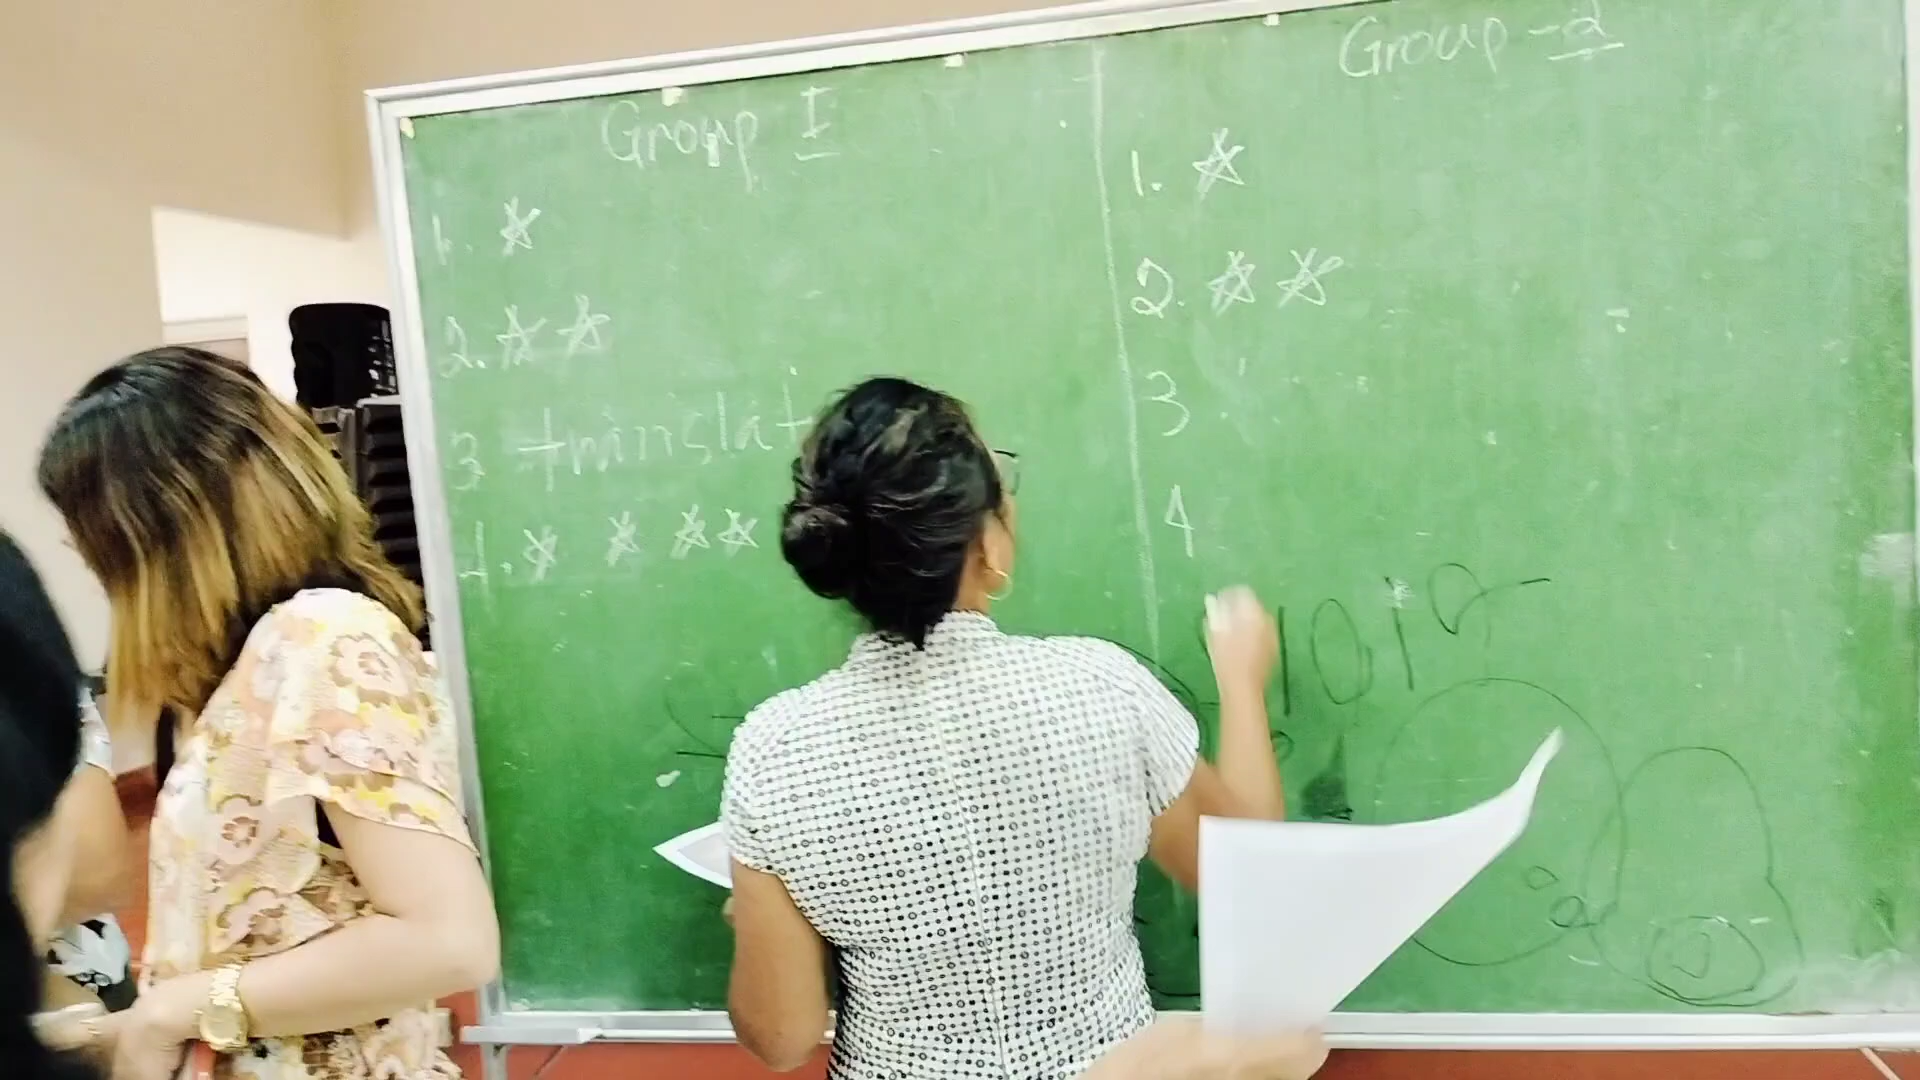 Group I
1. ☆
2. ☆ ☆
3 translat
4. ☆ ☆ ☆ ☆
Group - 2
1. ☆
2. ☆ ☆
3
4